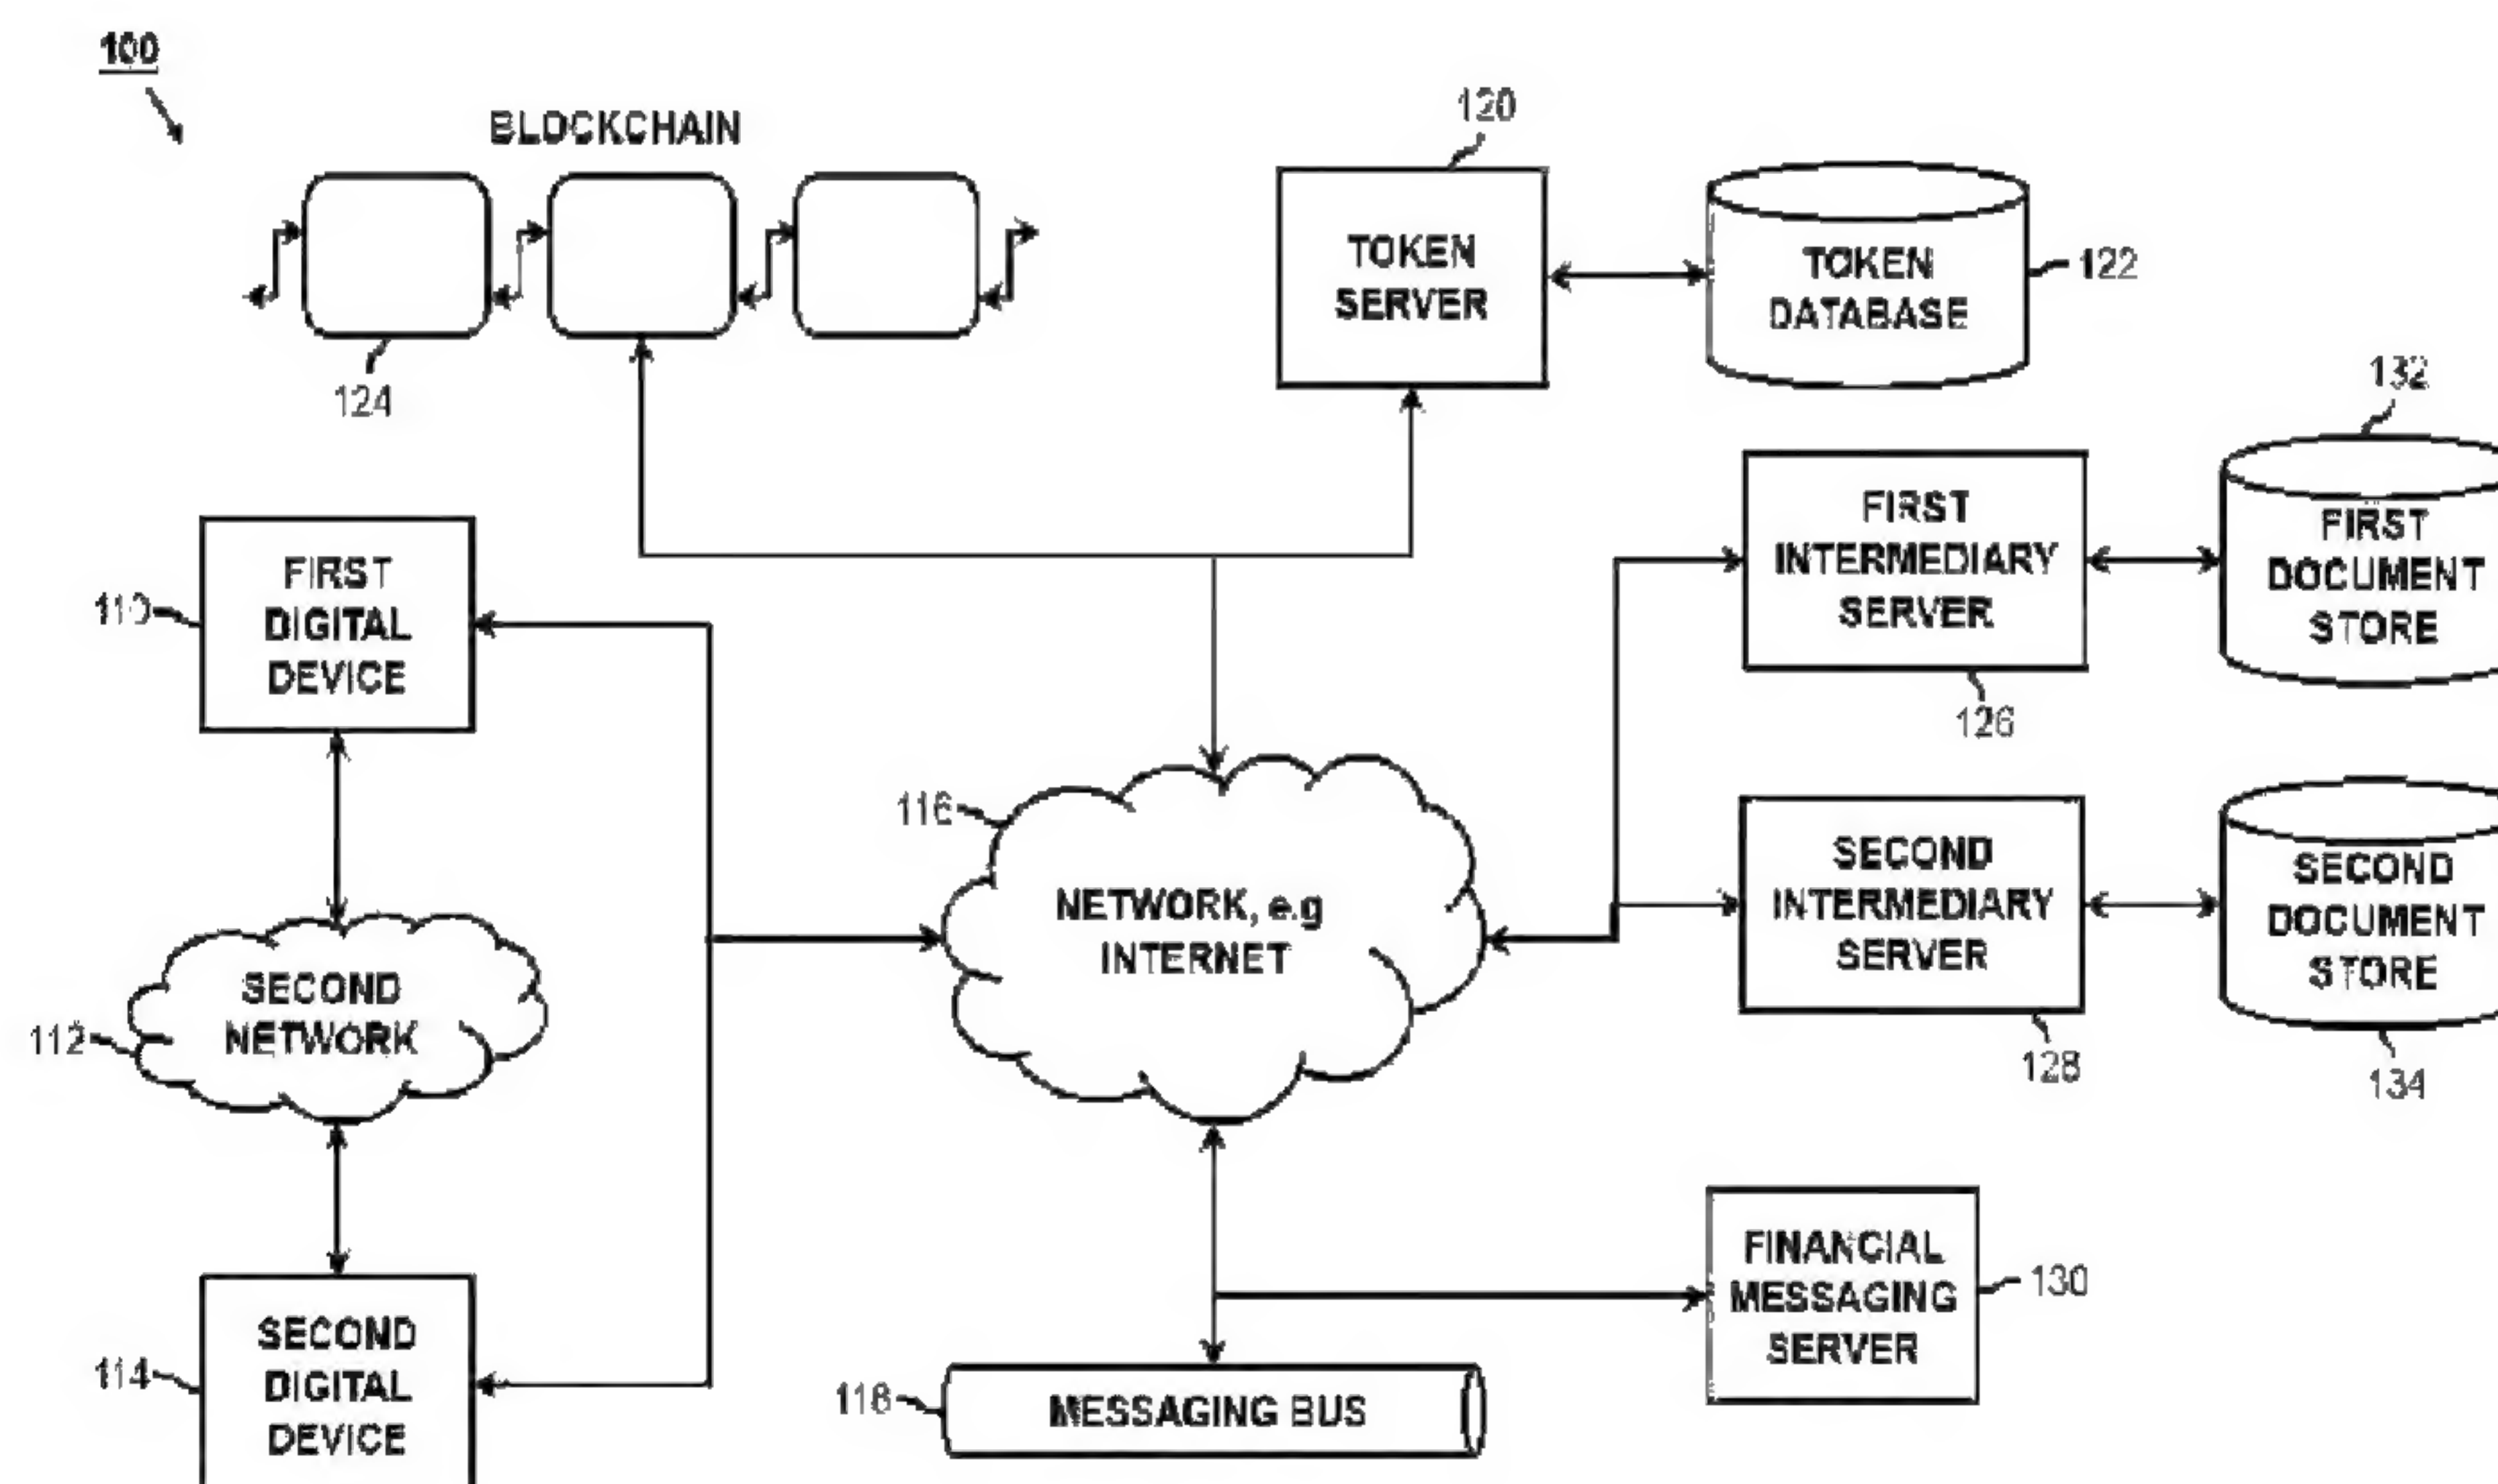 100
BLOCKCHAIN
124
120
TOKEN
SERVER
TOKEN
DATABASE
122
132
FIRST
DOCUMENT
STORE
FIRST
INTERMEDIARY
SERVER
126
110
FIRST
DIGITAL
DEVICE
116
NETWORK, e.g
INTERNET
SECOND
INTERMEDIARY
SERVER
128
SECOND
DOCUMENT
STORE
134
112
SECOND
NETWORK
114
SECOND
DIGITAL
DEVICE
FINANCIAL
MESSAGING
SERVER
130
118
MESSAGING BUS